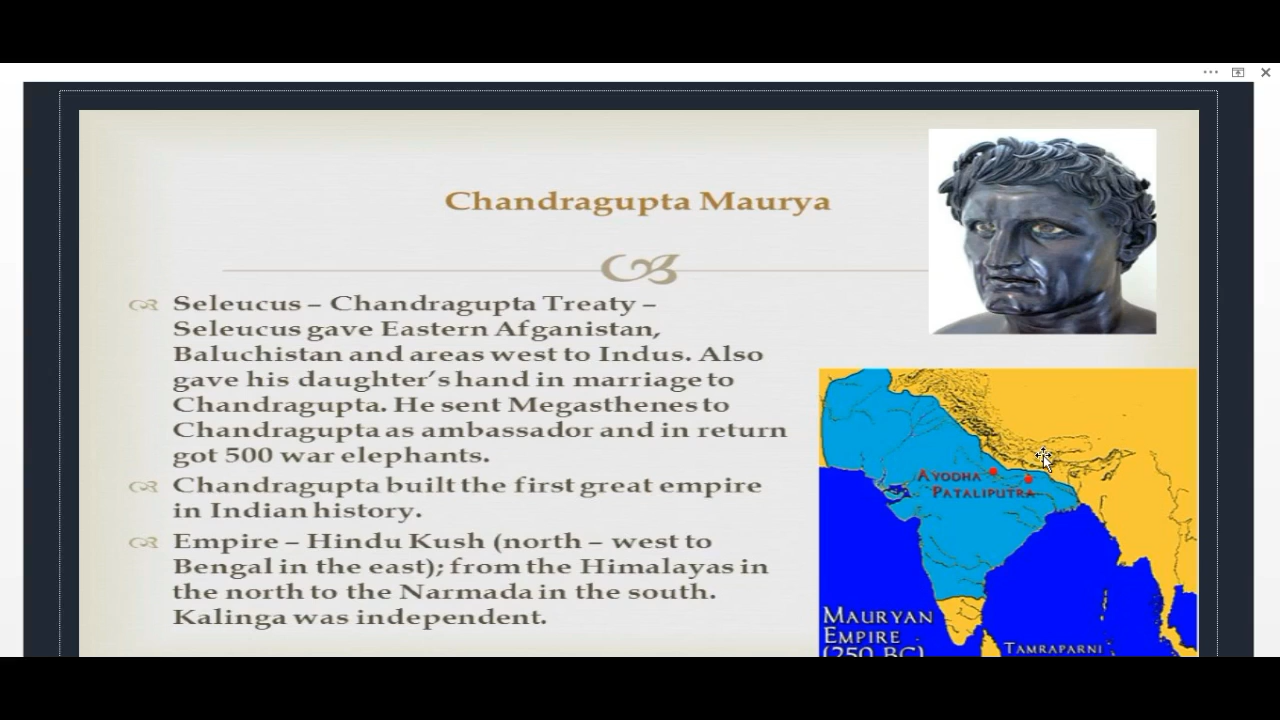 Chandragupta Maurya
Seleucus – Chandragupta Treaty –
Seleucus gave Eastern Afganistan,
Baluchistan and areas west to Indus. Also
gave his daughter's hand in marriage to
Chandragupta. He sent Megasthenes to
Chandragupta as ambassador and in return
got 500 war elephants.
Chandragupta built the first great empire
in Indian history.
Empire – Hindu Kush (north – west to
Bengal in the east); from the Himalayas in
the north to the Narmada in the south.
Kalinga was independent.
AYODHA
PATALIPUTRA
MAURYAN
EMPIRE
(250 BC)
TAMRAPARNI